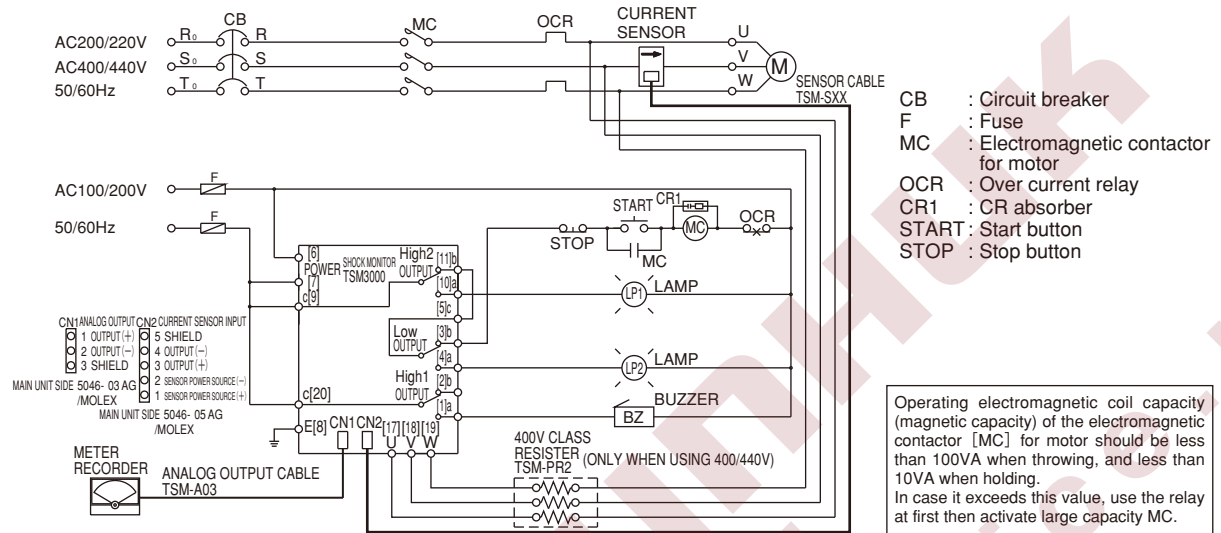 CB
MC
OCR
CURRENT
SENSOR
AC200/220V
R₀
R
U
AC400/440V
S₀
S
V
M
50/60Hz
T₀
T
W
SENSOR CABLE
TSM-SXX
CB : Circuit breaker
F : Fuse
MC : Electromagnetic contactor
for motor
OCR : Over current relay
CR1 : CR absorber
START : Start button
STOP : Stop button
AC100/200V
F
50/60Hz
F
START
CR1
MC
OCR
STOP
MC
[6]
POWER
[7]
c[9]
SHOCK MONITOR
TSM3000
High2
OUTPUT
[11]b
[10]a
[5]c
LP1
LAMP
Low
OUTPUT
[3]b
[4]a
LP2
LAMP
High1
OUTPUT
[2]b
[1]a
BZ
BUZZER
c[20]
E[8]
CN1
CN2
[17]
[18]
[19]
U
V
W
CN1 ANALOG OUTPUT
1 OUTPUT(+)
2 OUTPUT(−)
3 SHIELD
MAIN UNIT SIDE 5046- 03 AG
/MOLEX
CN2 CURRENT SENSOR INPUT
5 SHIELD
4 OUTPUT(−)
3 OUTPUT(+)
2 SENSOR POWER SOURCE(−)
1 SENSOR POWER SOURCE(+)
MAIN UNIT SIDE 5046- 05 AG
/MOLEX
METER
RECORDER
ANALOG OUTPUT CABLE
TSM-A03
400V CLASS
RESISTER
TSM-PR2
(ONLY WHEN USING 400/440V)
Operating electromagnetic coil capacity
(magnetic capacity) of the electromagnetic
contactor [MC] for motor should be less
than 100VA when throwing, and less than
10VA when holding.
In case it exceeds this value, use the relay
at first then activate large capacity MC.